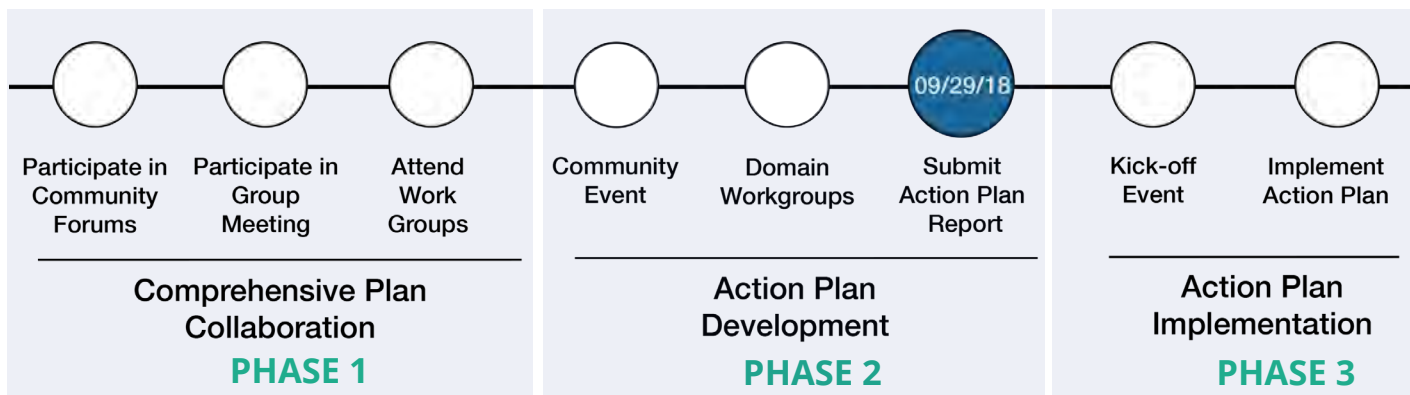 09/29/18
Participate in
Community
Forums
Participate in
Group
Meeting
Attend
Work
Groups
Community
Event
Domain
Workgroups
Submit
Action Plan
Report
Kick-off
Event
Implement
Action Plan
Comprehensive Plan
Collaboration
PHASE 1
Action Plan
Development
PHASE 2
Action Plan
Implementation
PHASE 3